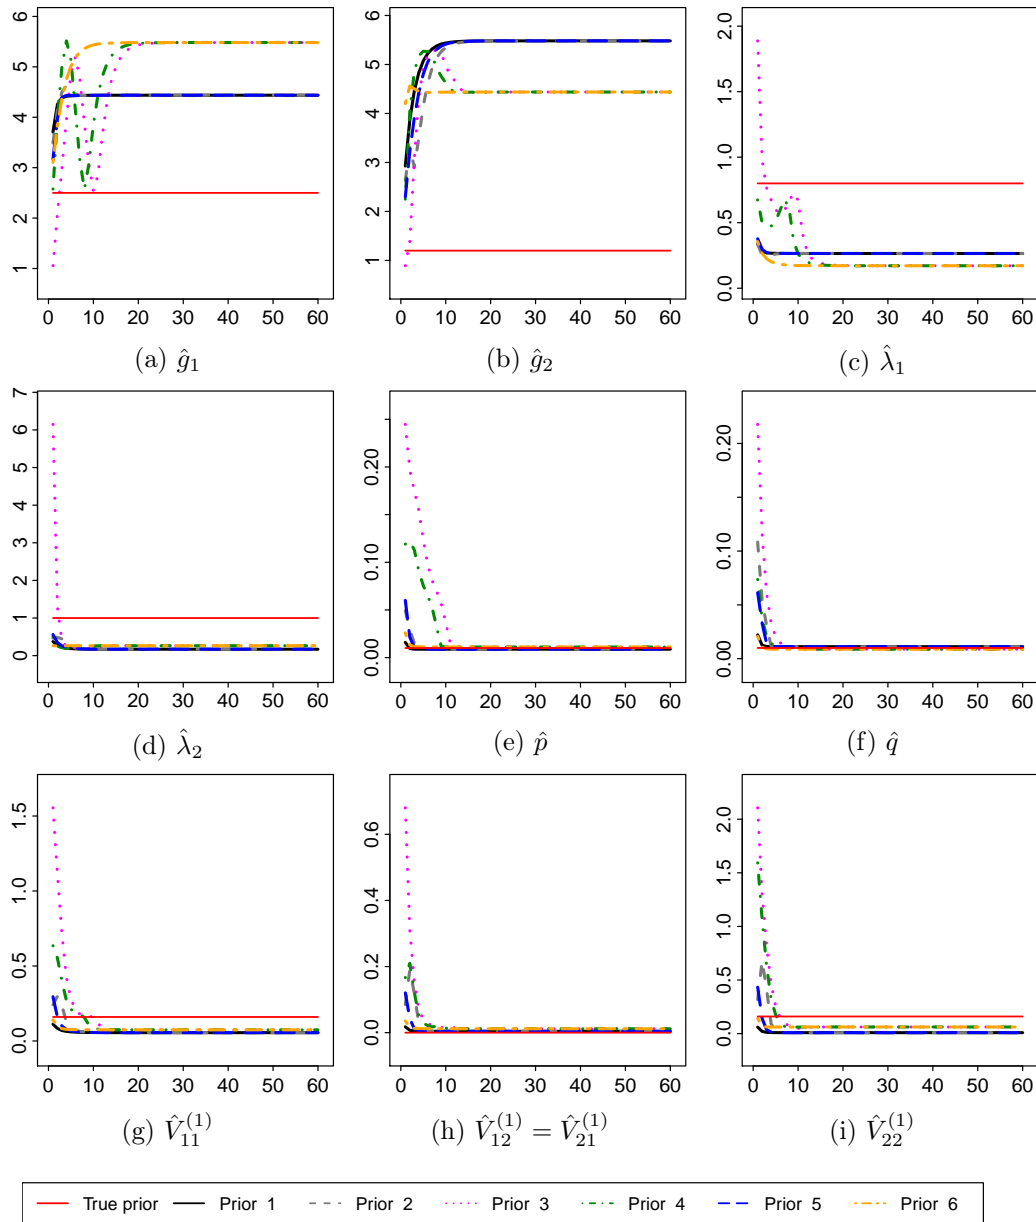 1 2 3 4 5 6
0 10 20 30 40 50 60
(a) ĝ₁
1 2 3 4 5 6
0 10 20 30 40 50 60
(b) ĝ₂
0.0 0.5 1.0 1.5 2.0
0 10 20 30 40 50 60
(c) λ̂₁
0 1 2 3 4 5 6 7
0 10 20 30 40 50 60
(d) λ̂₂
0.00 0.10 0.20
0 10 20 30 40 50 60
(e) p̂
0.00 0.10 0.20
0 10 20 30 40 50 60
(f) q̂
0.0 0.5 1.0 1.5
0 10 20 30 40 50 60
(g) V̂₁₁⁽¹⁾
0.0 0.2 0.4 0.6
0 10 20 30 40 50 60
(h) V̂₁₂⁽¹⁾ = V̂₂₁⁽¹⁾
0.0 0.5 1.0 1.5 2.0
0 10 20 30 40 50 60
(i) V̂₂₂⁽¹⁾
True prior Prior 1 Prior 2 Prior 3 Prior 4 Prior 5 Prior 6